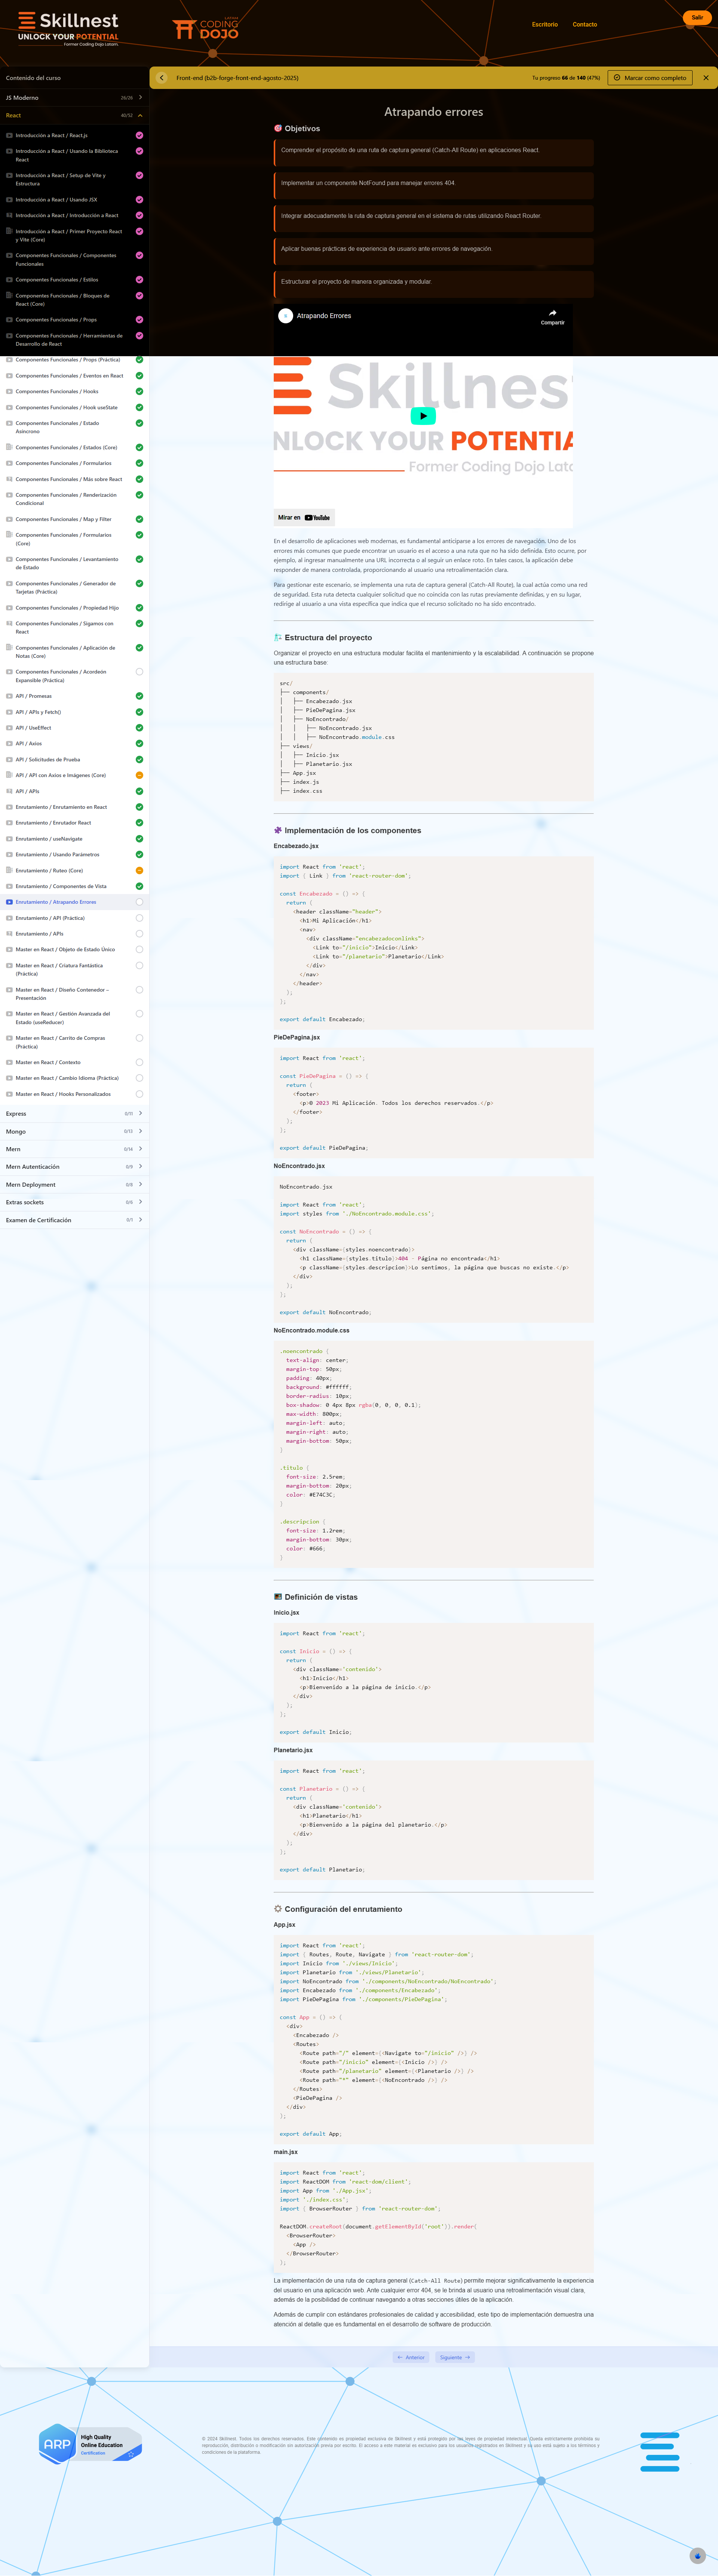 Skillnest
UNLOCK YOUR POTENTIAL
Former Coding Dojo Latam.
CODING
DOJO
Escritorio
Contacto
Salir
Contenido del curso
JS Moderno
26/26
React
40/52
Introducción a React / React.js
Introducción a React / Usando la Biblioteca
React
Introducción a React / Setup de Vite y
Estructura
Introducción a React / Usando JSX
Introducción a React / Introducción a React
Introducción a React / Primer Proyecto React
y Vite (Core)
Componentes Funcionales / Componentes
Funcionales
Componentes Funcionales / Estilos
Componentes Funcionales / Bloques de
React (Core)
Componentes Funcionales / Props
Componentes Funcionales / Herramientas de
Desarrollo de React
Componentes Funcionales / Props (Práctica)
Componentes Funcionales / Eventos en React
Componentes Funcionales / Hooks
Componentes Funcionales / Hook useState
Componentes Funcionales / Estado
Asíncrono
Componentes Funcionales / Estados (Core)
Componentes Funcionales / Formularios
Componentes Funcionales / Más sobre React
Componentes Funcionales / Renderización
Condicional
Componentes Funcionales / Map y Filter
Componentes Funcionales / Formularios
(Core)
Componentes Funcionales / Levantamiento
de Estado
Componentes Funcionales / Generador de
Tarjetas (Práctica)
Componentes Funcionales / Propiedad Hijo
Componentes Funcionales / Sigamos con
React
Componentes Funcionales / Aplicación de
Notas (Core)
Componentes Funcionales / Acordeón
Expansible (Práctica)
API / Promesas
API / APIs y Fetch()
API / UseEffect
API / Axios
API / Solicitudes de Prueba
API / API con Axios e Imágenes (Core)
API / APIs
Enrutamiento / Enrutamiento en React
Enrutamiento / Enrutador React
Enrutamiento / useNavigate
Enrutamiento / Usando Parámetros
Enrutamiento / Ruteo (Core)
Enrutamiento / Componentes de Vista
Enrutamiento / Atrapando Errores
Enrutamiento / API (Práctica)
Enrutamiento / APIs
Master en React / Objeto de Estado Único
Master en React / Criatura Fantástica
(Práctica)
Master en React / Diseño Contenedor –
Presentación
Master en React / Gestión Avanzada del
Estado (useReducer)
Master en React / Carrito de Compras
(Práctica)
Master en React / Contexto
Master en React / Cambio Idioma (Práctica)
Master en React / Hooks Personalizados
Express
0/11
Mongo
0/13
Mern
0/14
Mern Autenticación
0/9
Mern Deployment
0/8
Extras sockets
0/6
Examen de Certificación
0/1
Front-end (b2b-forge-front-end-agosto-2025)
Tu progreso 66 de 140 (47%)
Marcar como completo
Atrapando errores
Objetivos
Comprender el propósito de una ruta de captura general (Catch-All Route) en aplicaciones React.
Implementar un componente NotFound para manejar errores 404.
Integrar adecuadamente la ruta de captura general en el sistema de rutas utilizando React Router.
Aplicar buenas prácticas de experiencia de usuario ante errores de navegación.
Estructurar el proyecto de manera organizada y modular.
Atrapando Errores
Compartir
Skillnest
NLOCK YOUR POTENTIA
Former Coding Dojo Lata
Mirar en YouTube
En el desarrollo de aplicaciones web modernas, es fundamental anticiparse a los errores de navegación. Uno de los
errores más comunes que puede encontrar un usuario es el acceso a una ruta que no ha sido definida. Esto ocurre, por
ejemplo, al ingresar manualmente una URL incorrecta o al seguir un enlace roto. En tales casos, la aplicación debe
responder de manera controlada, proporcionando al usuario una retroalimentación clara.
Para gestionar este escenario, se implementa una ruta de captura general (Catch-All Route), la cual actúa como una red
de seguridad. Esta ruta detecta cualquier solicitud que no coincida con las rutas previamente definidas, y en su lugar,
redirige al usuario a una vista específica que indica que el recurso solicitado no ha sido encontrado.
Estructura del proyecto
Organizar el proyecto en una estructura modular facilita el mantenimiento y la escalabilidad. A continuación se propone
una estructura base:
src/
├── components/
│   ├── Encabezado.jsx
│   ├── PieDePagina.jsx
│   ├── NoEncontrado/
│   │   ├── NoEncontrado.jsx
│   │   ├── NoEncontrado.module.css
├── views/
│   ├── Inicio.jsx
│   ├── Planetario.jsx
├── App.jsx
├── index.js
├── index.css
Implementación de los componentes
Encabezado.jsx
import React from 'react';
import { Link } from 'react-router-dom';
const Encabezado = () => {
return (
<header className="header">
<h1>Mi Aplicación</h1>
<nav>
<div className="encabezadoconlinks">
<Link to="/inicio">Inicio</Link>
<Link to="/planetario">Planetario</Link>
</div>
</nav>
</header>
);
};
export default Encabezado;
PieDePagina.jsx
import React from 'react';
const PieDePagina = () => {
return (
<footer>
<p>© 2023 Mi Aplicación. Todos los derechos reservados.</p>
</footer>
);
};
export default PieDePagina;
NoEncontrado.jsx
NoEncontrado.jsx
import React from 'react';
import styles from './NoEncontrado.module.css';
const NoEncontrado = () => {
return (
<div className={styles.noencontrado}>
<h1 className={styles.titulo}>404 - Página no encontrada</h1>
<p className={styles.descripcion}>Lo sentimos, la página que buscas no existe.</p>
</div>
);
};
export default NoEncontrado;
NoEncontrado.module.css
.noencontrado {
text-align: center;
margin-top: 50px;
padding: 40px;
background: #ffffff;
border-radius: 10px;
box-shadow: 0 4px 8px rgba(0, 0, 0, 0.1);
max-width: 800px;
margin-left: auto;
margin-right: auto;
margin-bottom: 50px;
}
.titulo {
font-size: 2.5rem;
margin-bottom: 20px;
color: #E74C3C;
}
.descripcion {
font-size: 1.2rem;
margin-bottom: 30px;
color: #666;
}
Definición de vistas
Inicio.jsx
import React from 'react';
const Inicio = () => {
return (
<div className='contenido'>
<h1>Inicio</h1>
<p>Bienvenido a la página de inicio.</p>
</div>
);
};
export default Inicio;
Planetario.jsx
import React from 'react';
const Planetario = () => {
return (
<div className='contenido'>
<h1>Planetario</h1>
<p>Bienvenido a la página del planetario.</p>
</div>
);
};
export default Planetario;
Configuración del enrutamiento
App.jsx
import React from 'react';
import { Routes, Route, Navigate } from 'react-router-dom';
import Inicio from './views/Inicio';
import Planetario from './views/Planetario';
import NoEncontrado from './components/NoEncontrado/NoEncontrado';
import Encabezado from './components/Encabezado';
import PieDePagina from './components/PieDePagina';
const App = () => {
<div>
<Encabezado />
<Routes>
<Route path="/" element={<Navigate to="/inicio" />} />
<Route path="/inicio" element={<Inicio />} />
<Route path="/planetario" element={<Planetario />} />
<Route path="*" element={<NoEncontrado />} />
</Routes>
<PieDePagina />
</div>
);
export default App;
main.jsx
import React from 'react';
import ReactDOM from 'react-dom/client';
import App from './App.jsx';
import './index.css';
import { BrowserRouter } from 'react-router-dom';
ReactDOM.createRoot(document.getElementById('root')).render(
<BrowserRouter>
<App />
</BrowserRouter>
);
La implementación de una ruta de captura general (Catch-All Route) permite mejorar significativamente la experiencia
del usuario en una aplicación web. Ante cualquier error 404, se le brinda al usuario una retroalimentación visual clara,
además de la posibilidad de continuar navegando a otras secciones útiles de la aplicación.
Además de cumplir con estándares profesionales de calidad y accesibilidad, este tipo de implementación demuestra una
atención al detalle que es fundamental en el desarrollo de software de producción.
← Anterior
Siguiente →
ARP
High Quality
Online Education
Certification
© 2024 Skillnest. Todos los derechos reservados. Este contenido es propiedad exclusiva de Skillnest y está protegido por las leyes de propiedad intelectual. Queda estrictamente prohibida su
reproducción, distribución o modificación sin autorización previa por escrito. El acceso a este material es exclusivo para los usuarios registrados en Skillnest y su uso está sujeto a los términos y
condiciones de la plataforma.